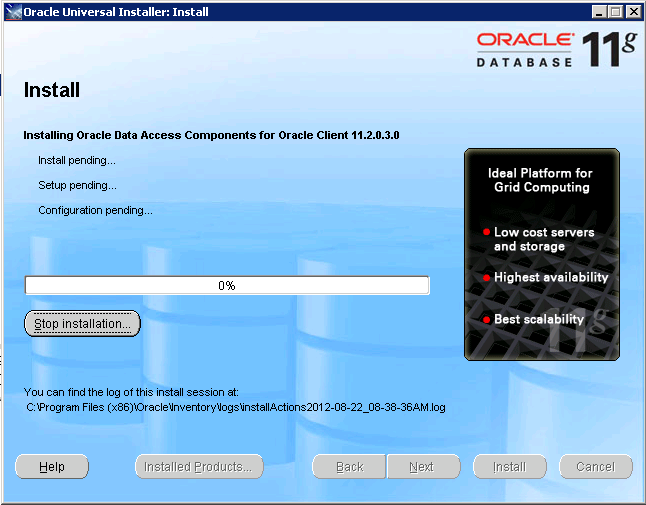 Oracle Universal Installer: Install
ORACLE
DATABASE 11g
Install
Installing Oracle Data Access Components for Oracle Client 11.2.0.3.0
Install pending...
Setup pending...
Configuration pending...
Ideal Platform for
Grid Computing
Low cost servers
and storage
Highest availability
Best scalability
11g
0%
Stop installation...
You can find the log of this install session at:
C:\Program Files (x86)\Oracle\Inventory\logs\installActions2012-08-22_08-38-36AM.log
Help
Installed Products...
Back
Next
Install
Cancel